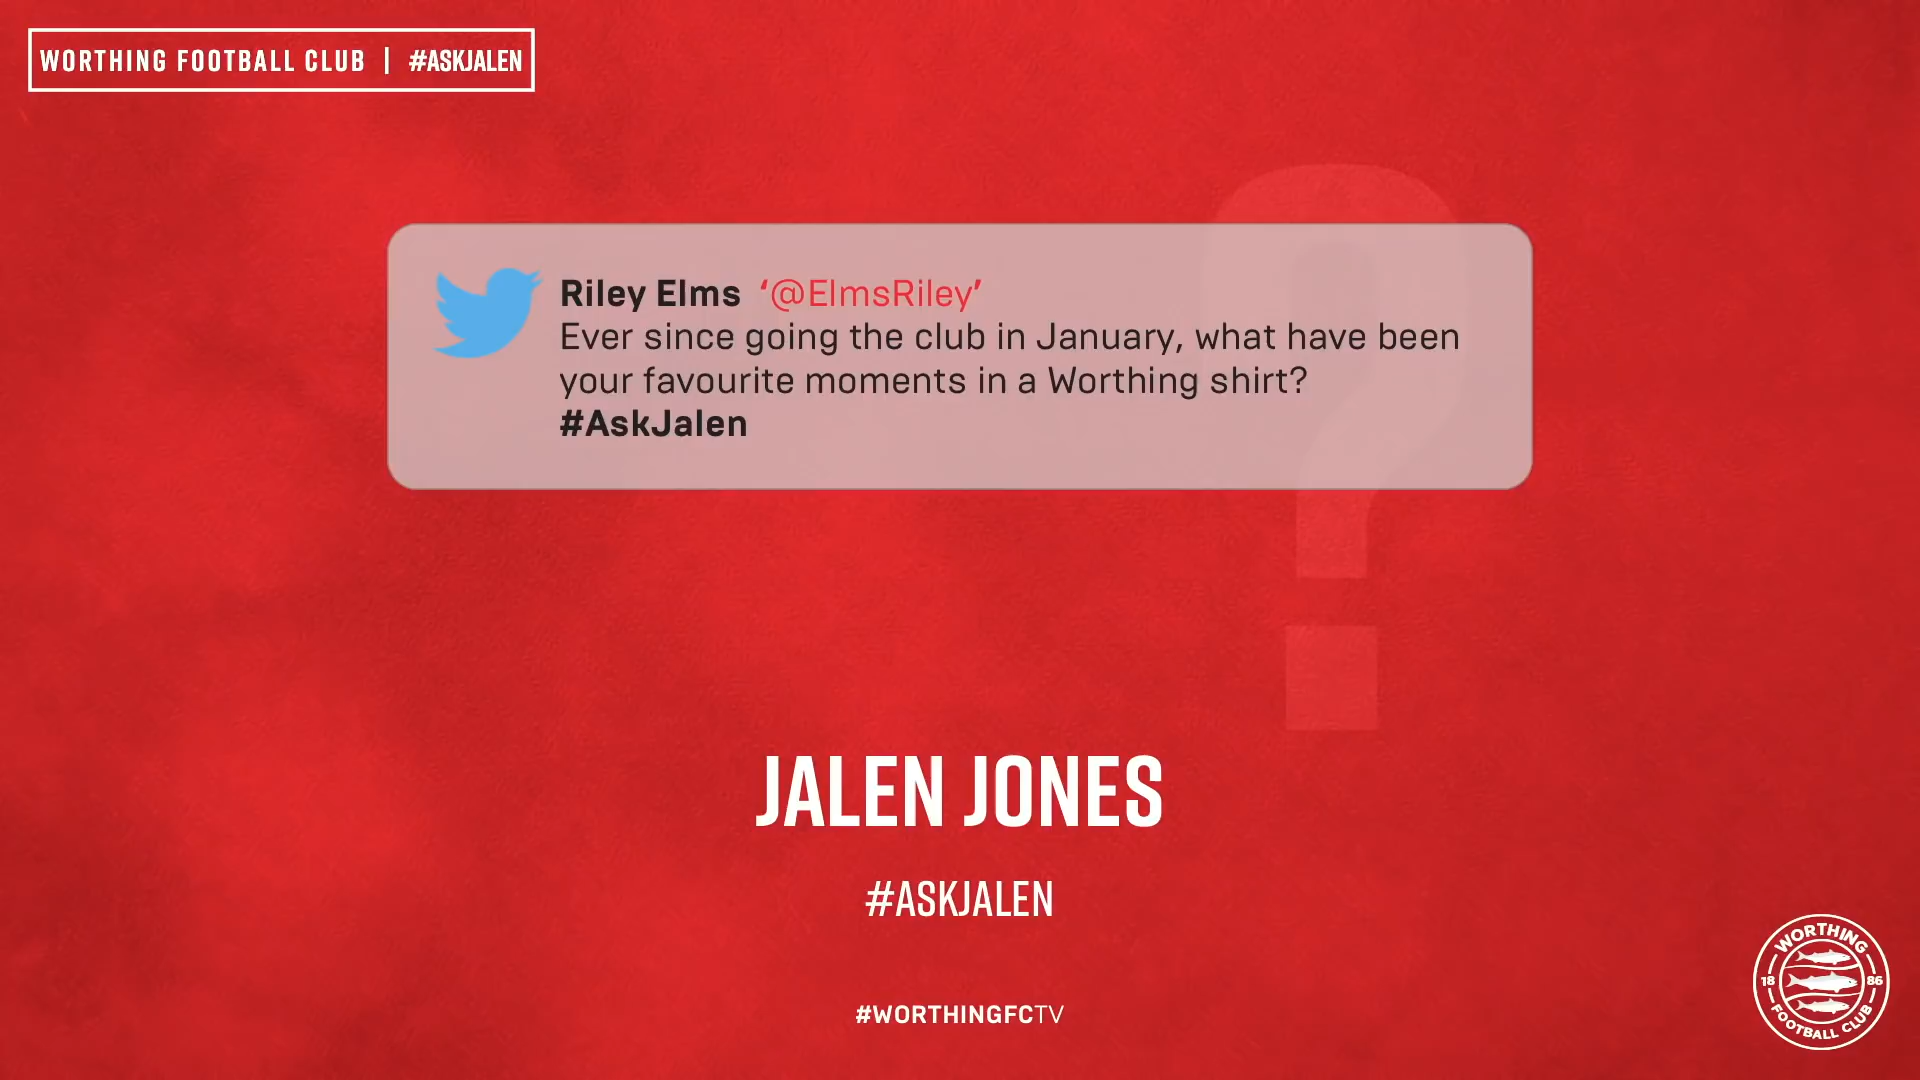 WORTHING FOOTBALL CLUB | #ASKJALEN
Riley Elms ‘@ElmsRiley’
Ever since going the club in January, what have been
your favourite moments in a Worthing shirt?
#AskJalen
JALEN JONES
#ASKJALEN
#WORTHINGFCTV
WORTHING
18 86
FOOTBALL CLUB